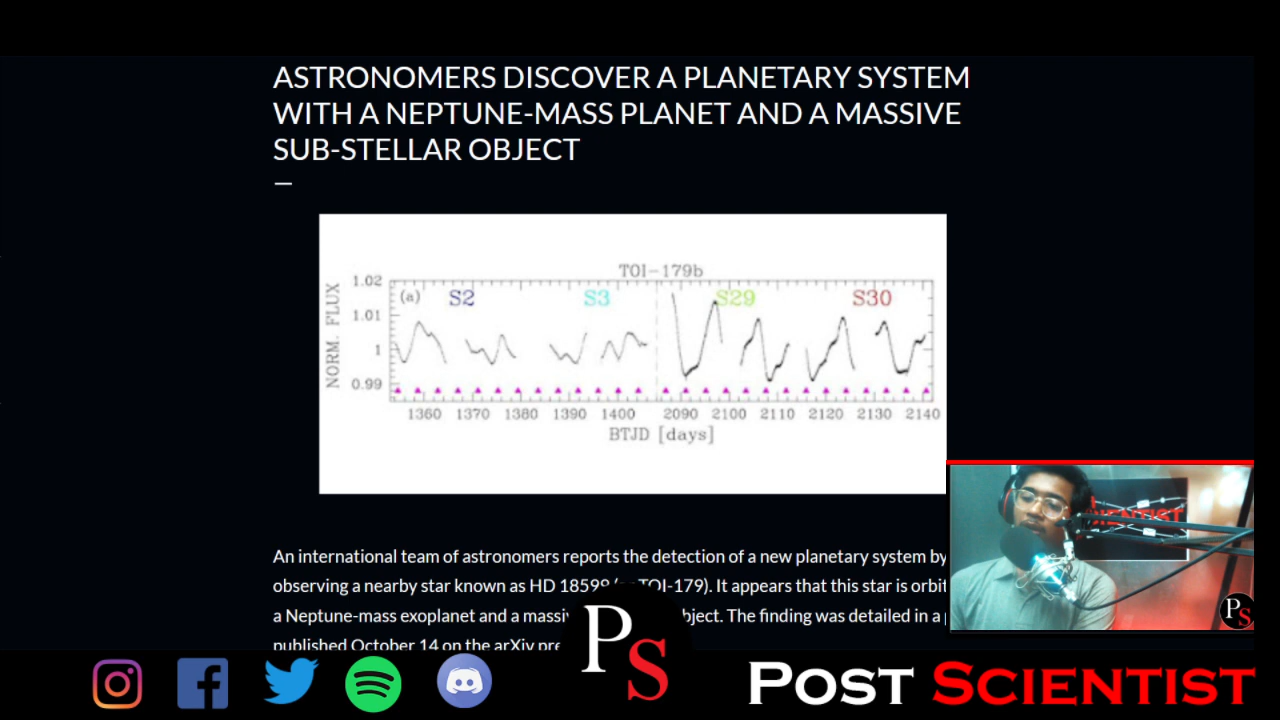 ASTRONOMERS DISCOVER A PLANETARY SYSTEM
WITH A NEPTUNE-MASS PLANET AND A MASSIVE
SUB-STELLAR OBJECT
TOI-179b
1.02
1.01
1
0.99
NORM. FLUX
(a)
S2
S3
S29
S30
1360 1370 1380 1390 1400 2090 2100 2110 2120 2130 2140
BTJD [days]
An international team of astronomers reports the detection of a new planetary system by
observing a nearby star known as HD 18599 TOI-179). It appears that this star is
a Neptune-mass exoplanet and a The finding was detailed in a
published October 14 on the arXiv
PS
POST SCIENTIST
PS